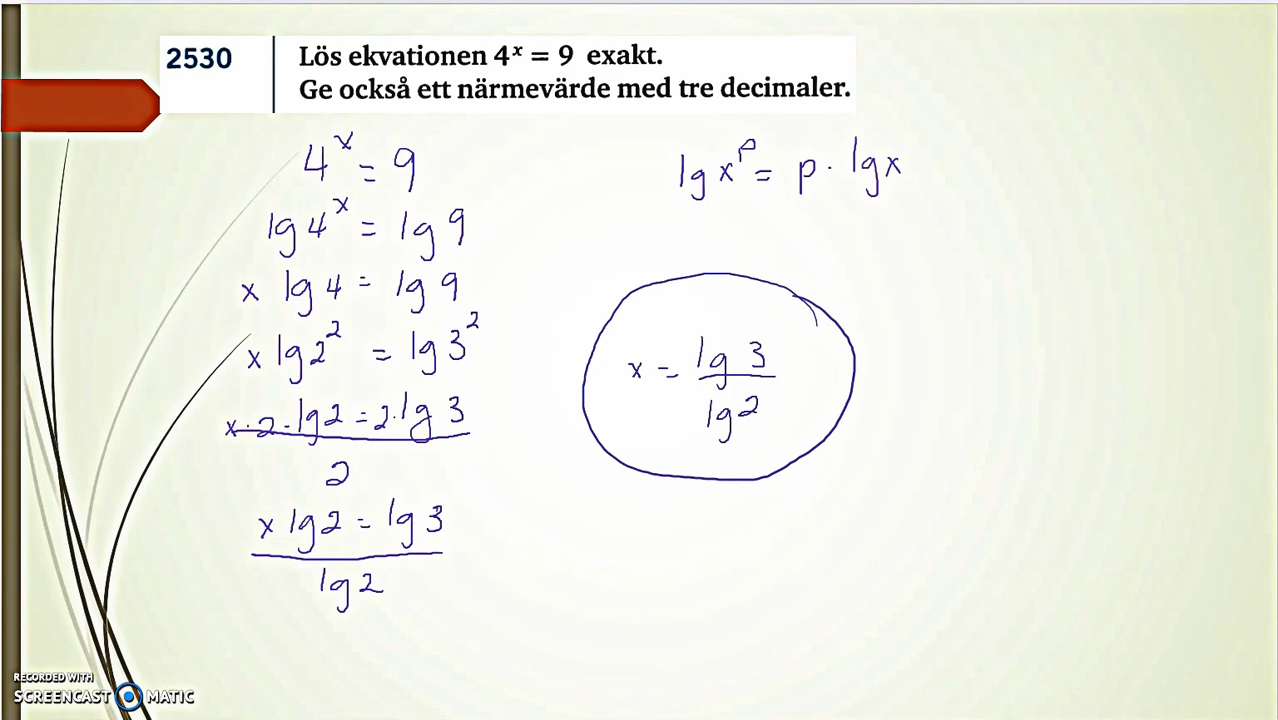 2530
Lös ekvationen 4ˣ = 9 exakt.
Ge också ett närmevärde med tre decimaler.
4ˣ = 9
lg 4ˣ = lg 9
x lg 4 = lg 9
x lg 2² = lg 3²
x · 2 · lg 2 = 2 · lg 3
2
x lg 2 = lg 3
lg 2
lg xᵖ = p · lg x
x = lg 3
lg 2
RECORDED WITH
SCREENCAST MATIC